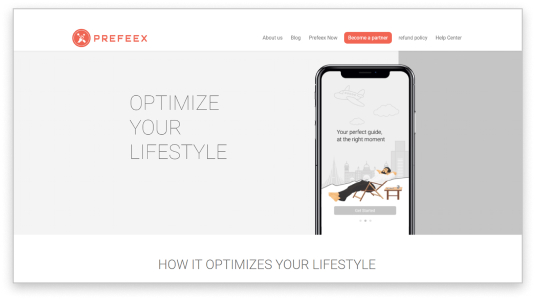 PREFEEX
About us Blog Prefeex Now Become a partner refund policy Help Center
OPTIMIZE
YOUR
LIFESTYLE
Your perfect guide,
at the right moment
Get Started
HOW IT OPTIMIZES YOUR LIFESTYLE